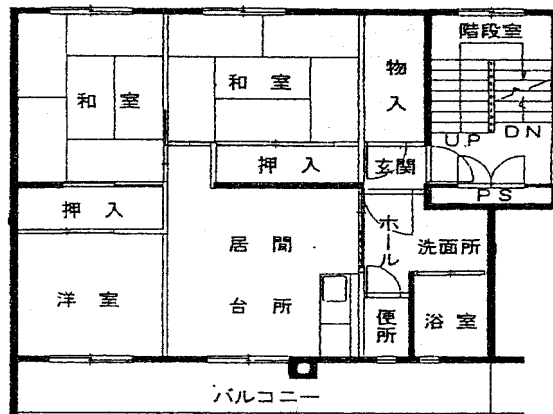 階段室
和室
和室
物入
UP
DN
押入
玄関
PS
押入
居間
ホール
洗面所
洋室
台所
便所
浴室
バルコニー